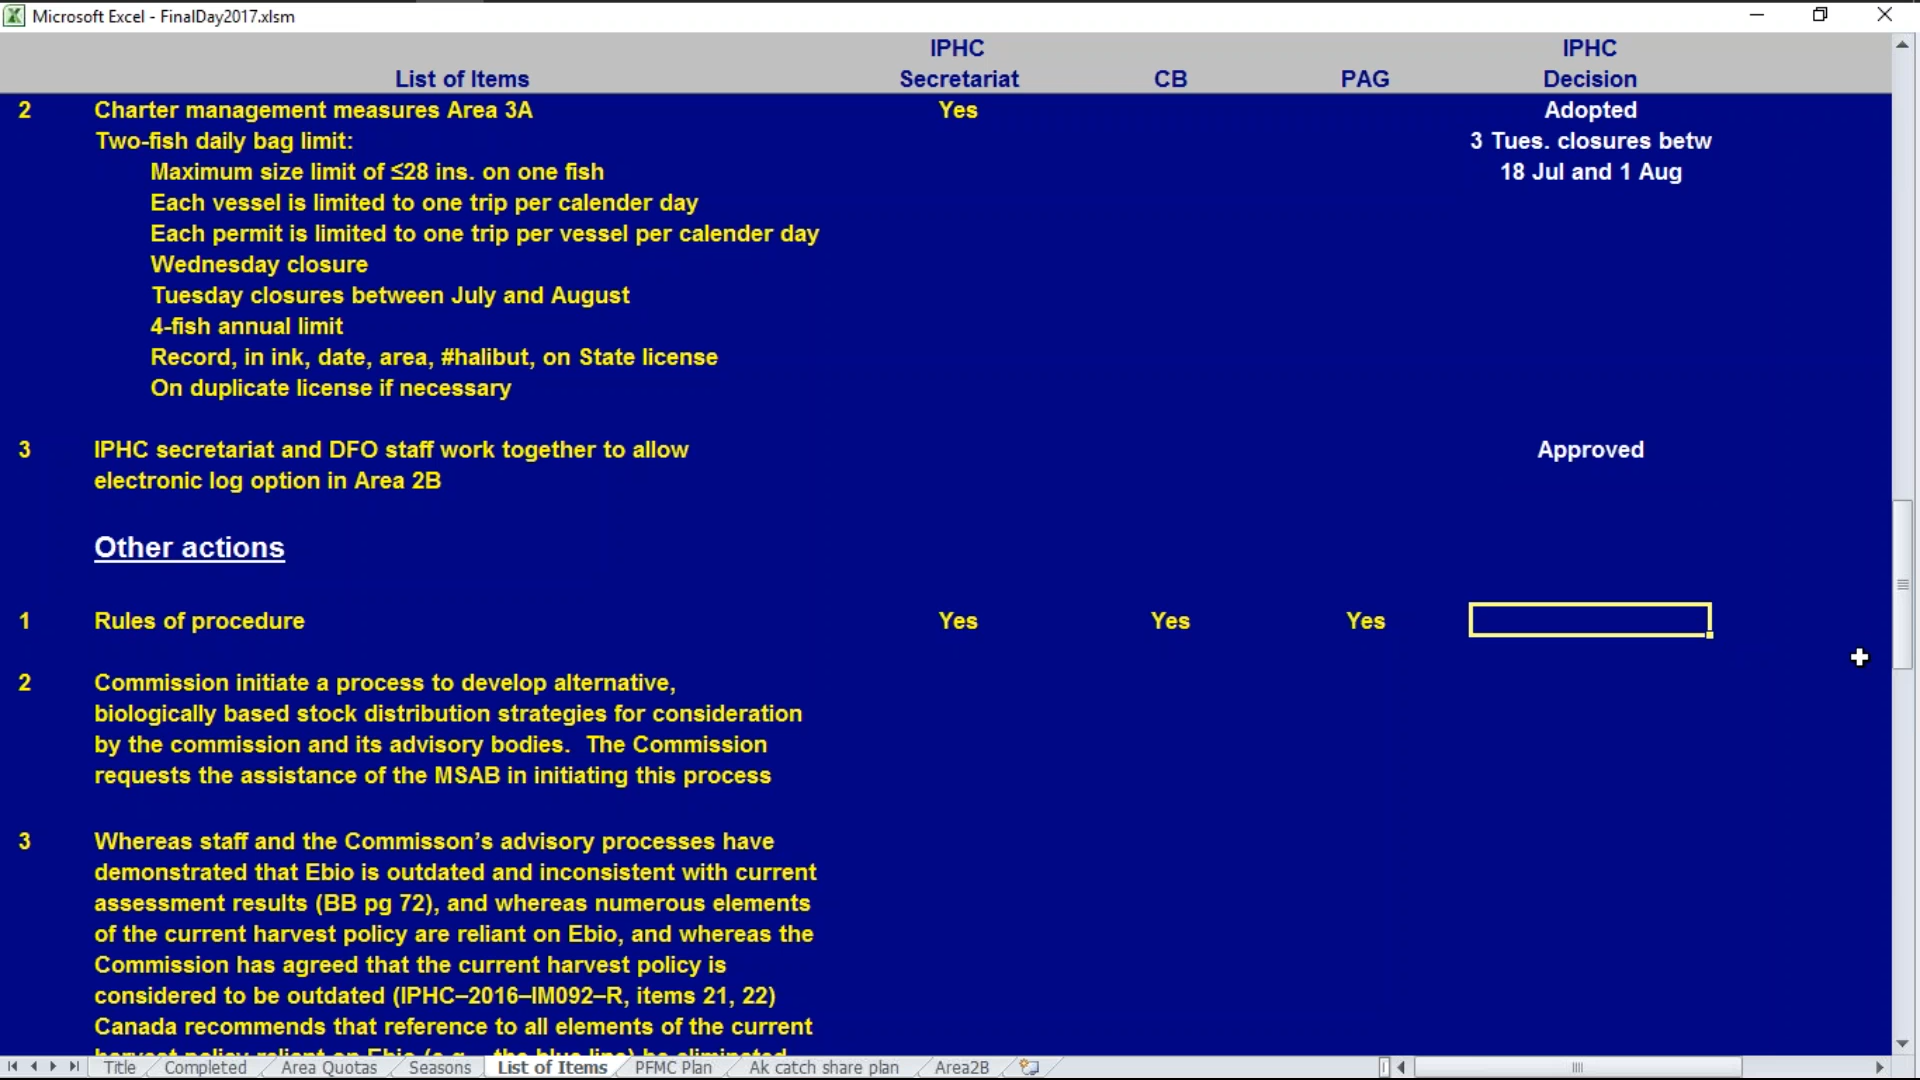 Microsoft Excel - FinalDay2017.xlsm
IPHC IPHC
List of Items Secretariat CB PAG Decision
2 Charter management measures Area 3A Yes Adopted
Two-fish daily bag limit: 3 Tues. closures betw
Maximum size limit of ≤28 ins. on one fish 18 Jul and 1 Aug
Each vessel is limited to one trip per calender day
Each permit is limited to one trip per vessel per calender day
Wednesday closure
Tuesday closures between July and August
4-fish annual limit
Record, in ink, date, area, #halibut, on State license
On duplicate license if necessary
3 IPHC secretariat and DFO staff work together to allow Approved
electronic log option in Area 2B
Other actions
1 Rules of procedure Yes Yes Yes
2 Commission initiate a process to develop alternative,
biologically based stock distribution strategies for consideration
by the commission and its advisory bodies. The Commission
requests the assistance of the MSAB in initiating this process
3 Whereas staff and the Commisson’s advisory processes have
demonstrated that Ebio is outdated and inconsistent with current
assessment results (BB pg 72), and whereas numerous elements
of the current harvest policy are reliant on Ebio, and whereas the
Commission has agreed that the current harvest policy is
considered to be outdated (IPHC–2016–IM092–R, items 21, 22)
Canada recommends that reference to all elements of the current
harvest policy reliant on Ebio (e.g., the blue line) be eliminated
Title Completed Area Quotas Seasons List of Items PFMC Plan Ak catch share plan Area2B